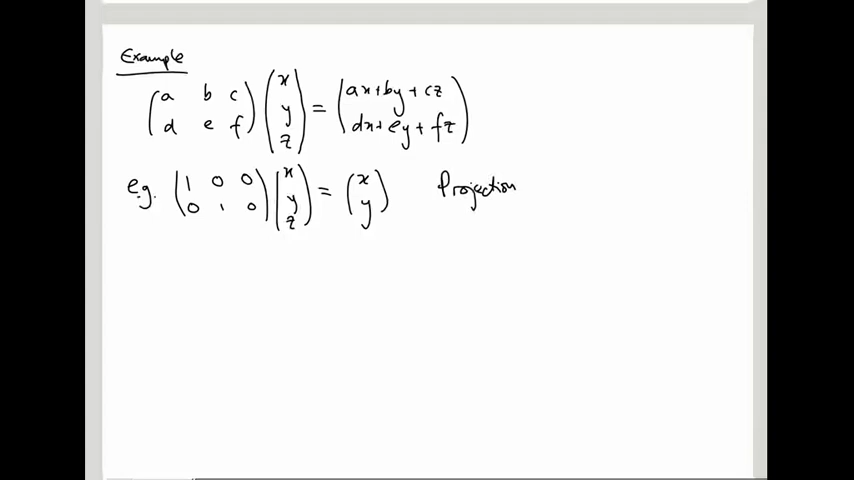 Example
(a b c / d e f)(x / y / z) = (ax+by+cz / dx+ey+fz)
e.g. (1 0 0 / 0 1 0)(x / y / z) = (x / y) Projection